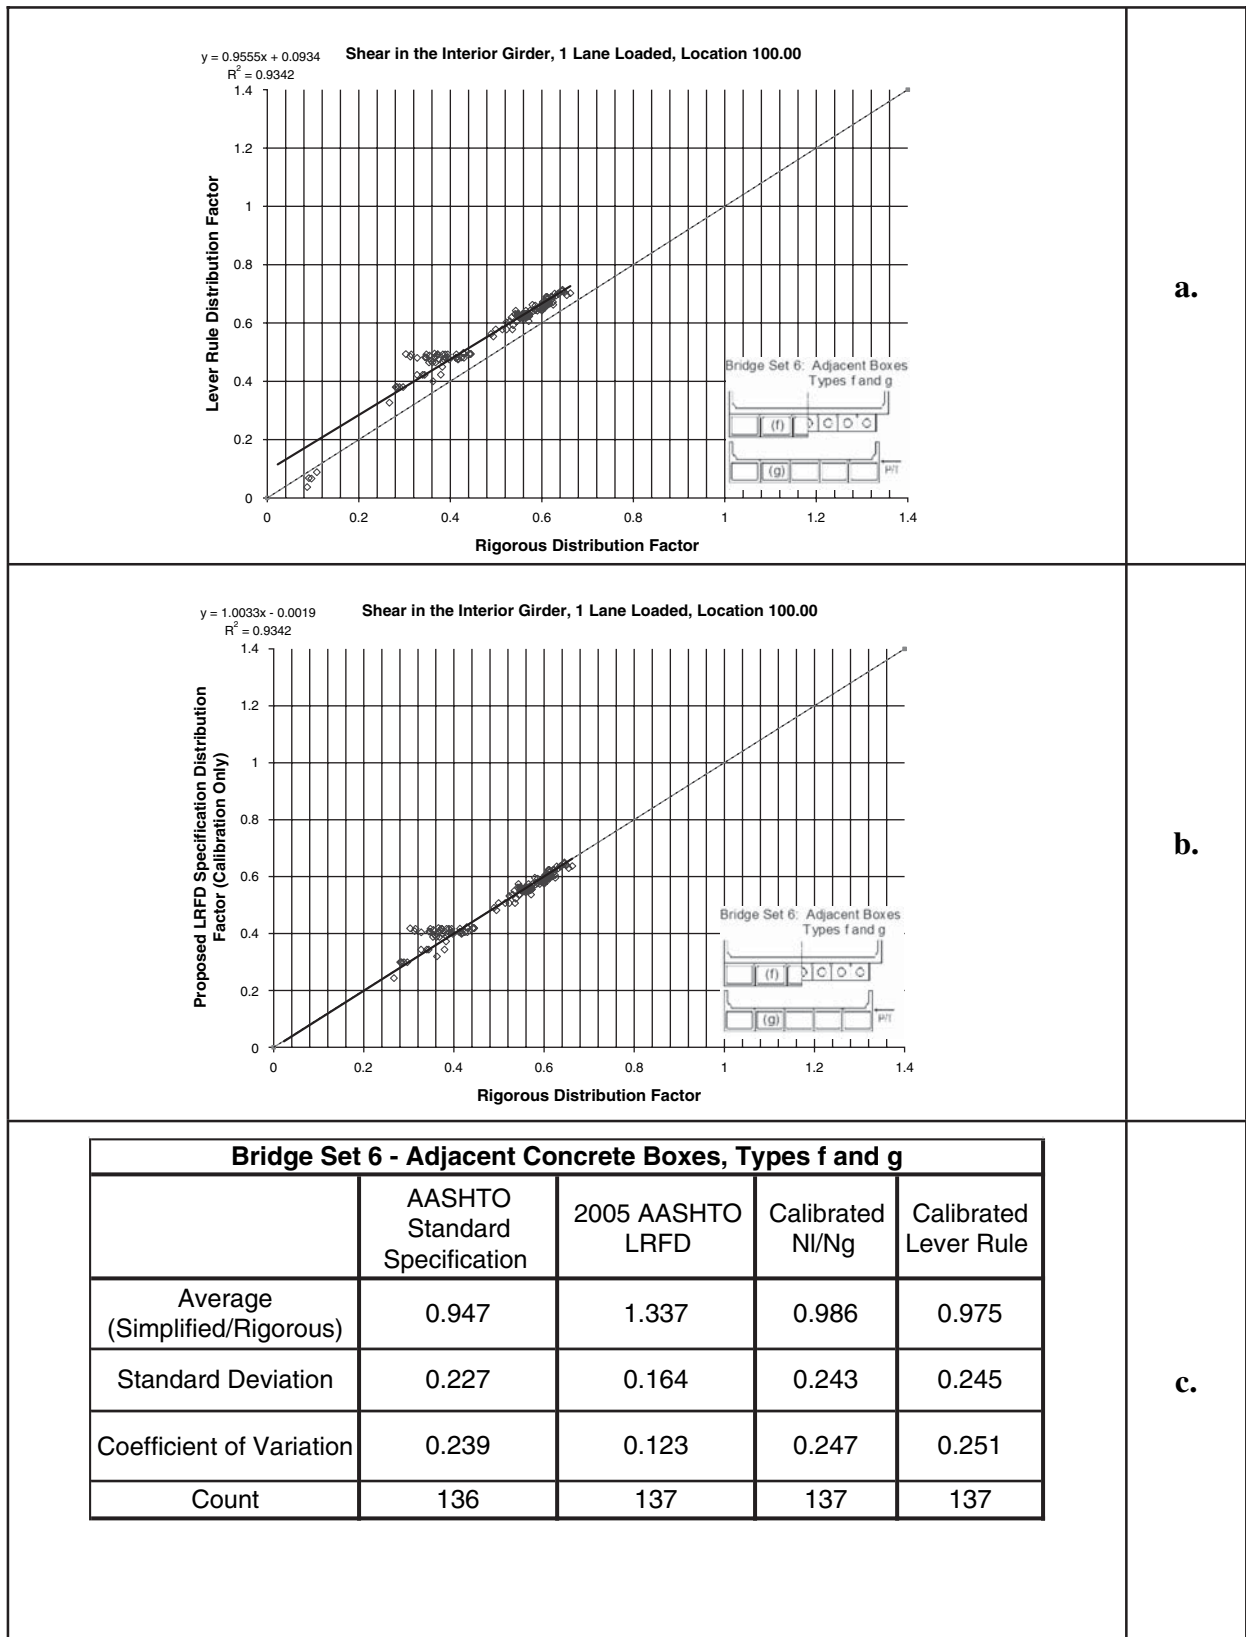 y = 0.9555x + 0.0934
R² = 0.9342
Shear in the Interior Girder, 1 Lane Loaded, Location 100.00
1.4
1.2
1
0.8
0.6
0.4
0.2
0
Lever Rule Distribution Factor
0 0.2 0.4 0.6 0.8 1 1.2 1.4
Rigorous Distribution Factor
Bridge Set 6: Adjacent Boxes
Types f and g
(f)
(g)
P/T
a.
y = 1.0033x - 0.0019
R² = 0.9342
Shear in the Interior Girder, 1 Lane Loaded, Location 100.00
1.4
1.2
1
0.8
0.6
0.4
0.2
0
Proposed LRFD Specification Distribution
Factor (Calibration Only)
0 0.2 0.4 0.6 0.8 1 1.2 1.4
Rigorous Distribution Factor
Bridge Set 6: Adjacent Boxes
Types f and g
(f)
(g)
P/T
b.
Bridge Set 6 - Adjacent Concrete Boxes, Types f and g
AASHTO Standard Specification
2005 AASHTO LRFD
Calibrated Nl/Ng
Calibrated Lever Rule
Average (Simplified/Rigorous) 0.947 1.337 0.986 0.975
Standard Deviation 0.227 0.164 0.243 0.245
Coefficient of Variation 0.239 0.123 0.247 0.251
Count 136 137 137 137
c.